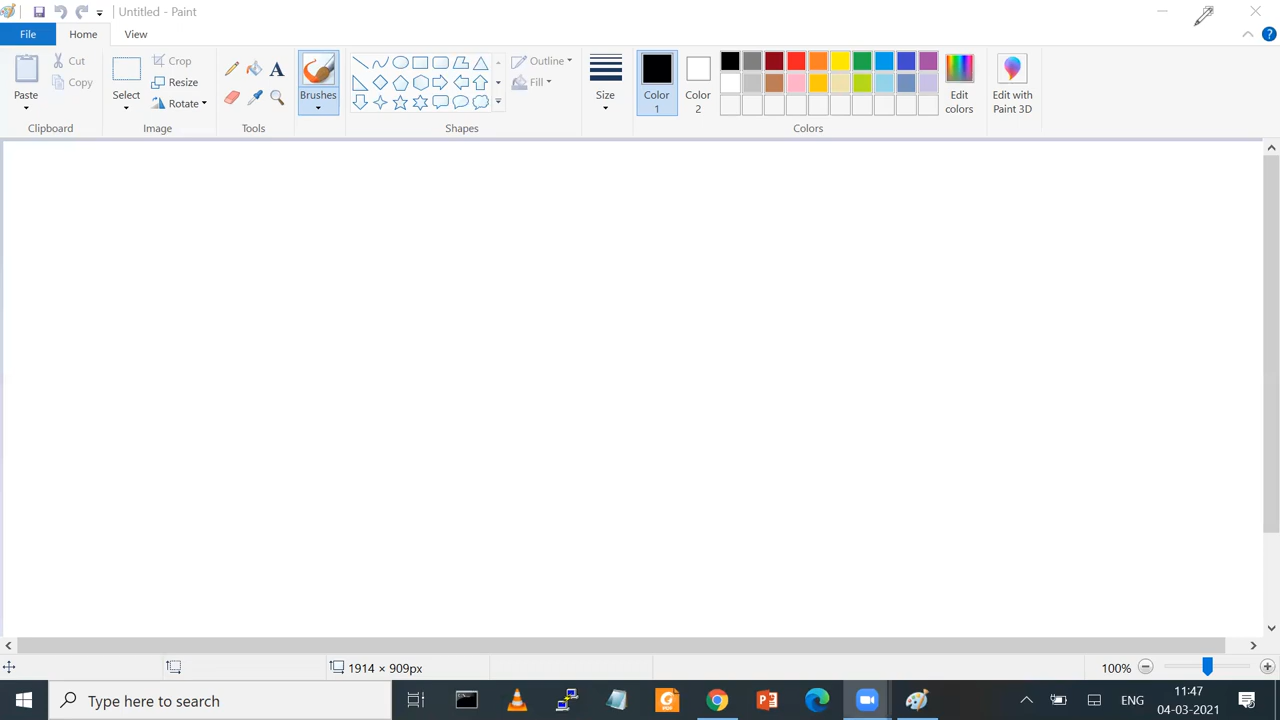 Untitled - Paint
File Home View
Paste
Cut
Copy
Clipboard
Select
Crop
Resize
Rotate
Image
A
Tools
Brushes
Shapes
Outline
Fill
Size
Color 1
Color 2
Edit colors
Colors
Edit with Paint 3D
?
1914 × 909px
100%
Type here to search
PDF
ENG
11:47
04-03-2021